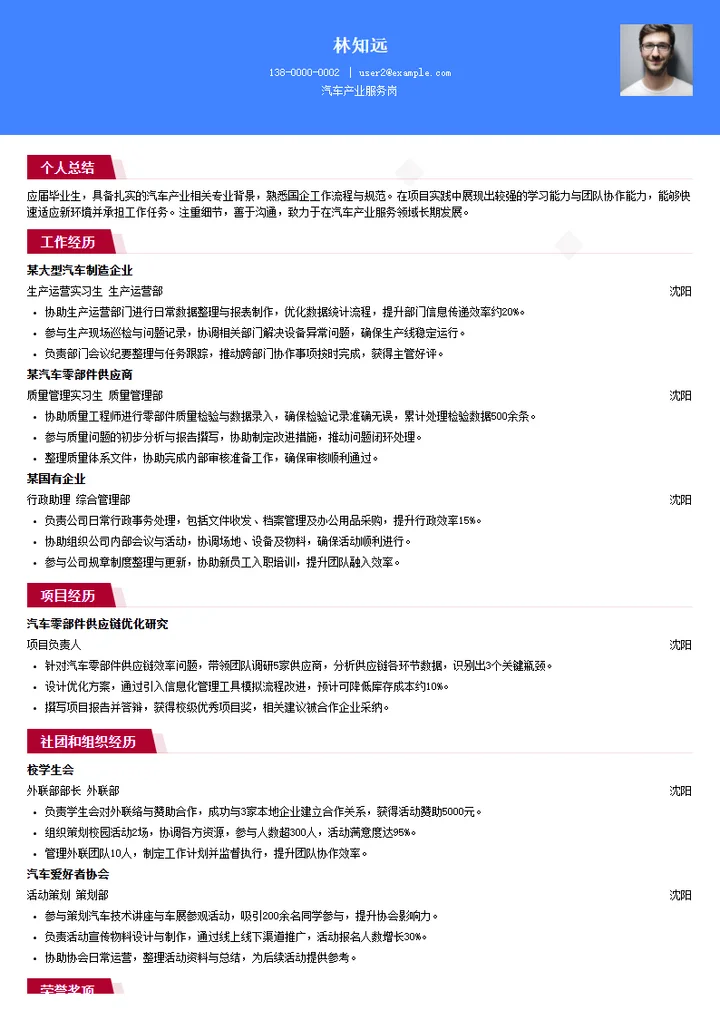 林知远
138-0000-0002 | user2@example.com
汽车产业服务岗
个人总结
应届毕业生，具备扎实的汽车产业相关专业背景，熟悉国企工作流程与规范。在项目实践中展现出较强的学习能力与团队协作能力，能够快
速适应新环境并承担工作任务。注重细节，善于沟通，致力于在汽车产业服务领域长期发展。
工作经历
某大型汽车制造企业
生产运营实习生 生产运营部 沈阳
• 协助生产运营部门进行日常数据整理与报表制作，优化数据统计流程，提升部门信息传递效率约20%。
• 参与生产现场巡检与问题记录，协调相关部门解决设备异常问题，确保生产线稳定运行。
• 负责部门会议纪要整理与任务跟踪，推动跨部门协作事项按时完成，获得主管好评。
某汽车零部件供应商
质量管理实习生 质量管理部 沈阳
• 协助质量工程师进行零部件质量检验与数据录入，确保检验记录准确无误，累计处理检验数据500余条。
• 参与质量问题的初步分析与报告撰写，协助制定改进措施，推动问题闭环处理。
• 整理质量体系文件，协助完成内部审核准备工作，确保审核顺利通过。
某国有企业
行政助理 综合管理部 沈阳
• 负责公司日常行政事务处理，包括文件收发、档案管理及办公用品采购，提升行政效率15%。
• 协助组织公司内部会议与活动，协调场地、设备及物料，确保活动顺利进行。
• 参与公司规章制度整理与更新，协助新员工入职培训，提升团队融入效率。
项目经历
汽车零部件供应链优化研究
项目负责人 沈阳
• 针对汽车零部件供应链效率问题，带领团队调研5家供应商，分析供应链各环节数据，识别出3个关键瓶颈。
• 设计优化方案，通过引入信息化管理工具模拟流程改进，预计可降低库存成本约10%。
• 撰写项目报告并答辩，获得校级优秀项目奖，相关建议被合作企业采纳。
社团和组织经历
校学生会
外联部部长 外联部 沈阳
• 负责学生会对外联络与赞助合作，成功与3家本地企业建立合作关系，获得活动赞助5000元。
• 组织策划校园活动2场，协调各方资源，参与人数超300人，活动满意度达95%。
• 管理外联团队10人，制定工作计划并监督执行，提升团队协作效率。
汽车爱好者协会
活动策划 策划部 沈阳
• 参与策划汽车技术讲座与车展参观活动，吸引200余名同学参与，提升协会影响力。
• 负责活动宣传物料设计与制作，通过线上线下渠道推广，活动报名人数增长30%。
• 协助协会日常运营，整理活动资料与总结，为后续活动提供参考。
荣誉奖项